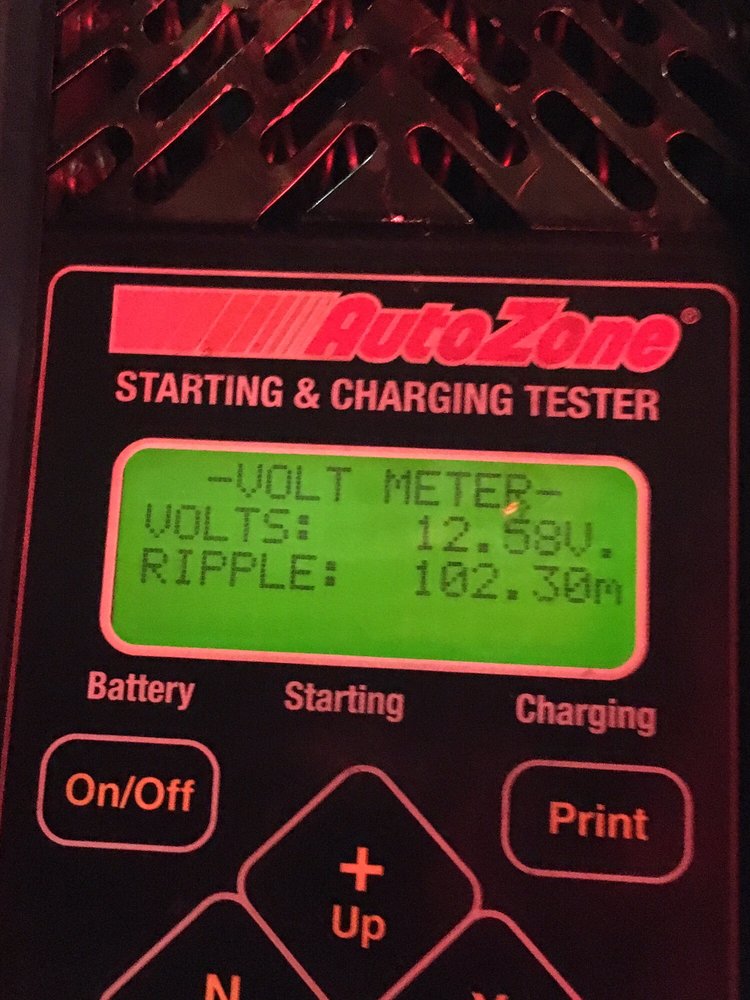 AutoZone®
STARTING & CHARGING TESTER
-VOLT METER-
VOLTS: 12.58V.
RIPPLE: 102.30m
Battery Starting Charging
On/Off
Print
+
Up
N
Y